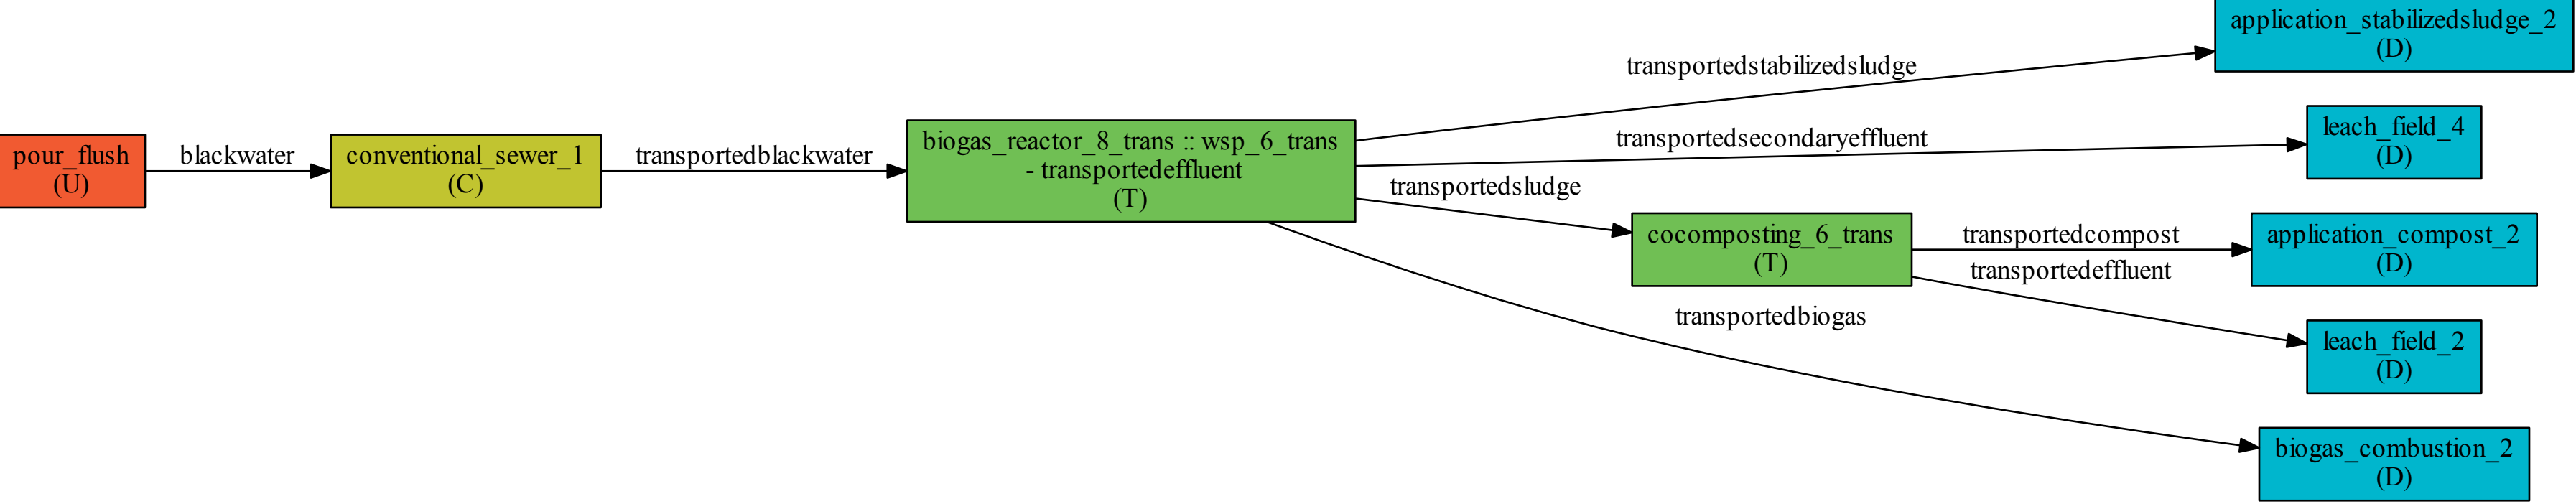 pour_flush
(U)
blackwater
conventional_sewer_1
(C)
transportedblackwater
biogas_reactor_8_trans :: wsp_6_trans
- transportedeffluent
(T)
transportedstabilizedsludge
application_stabilizedsludge_2
(D)
transportedsecondaryeffluent
leach_field_4
(D)
transportedsludge
cocomposting_6_trans
(T)
transportedcompost
application_compost_2
(D)
transportedeffluent
leach_field_2
(D)
transportedbiogas
biogas_combustion_2
(D)